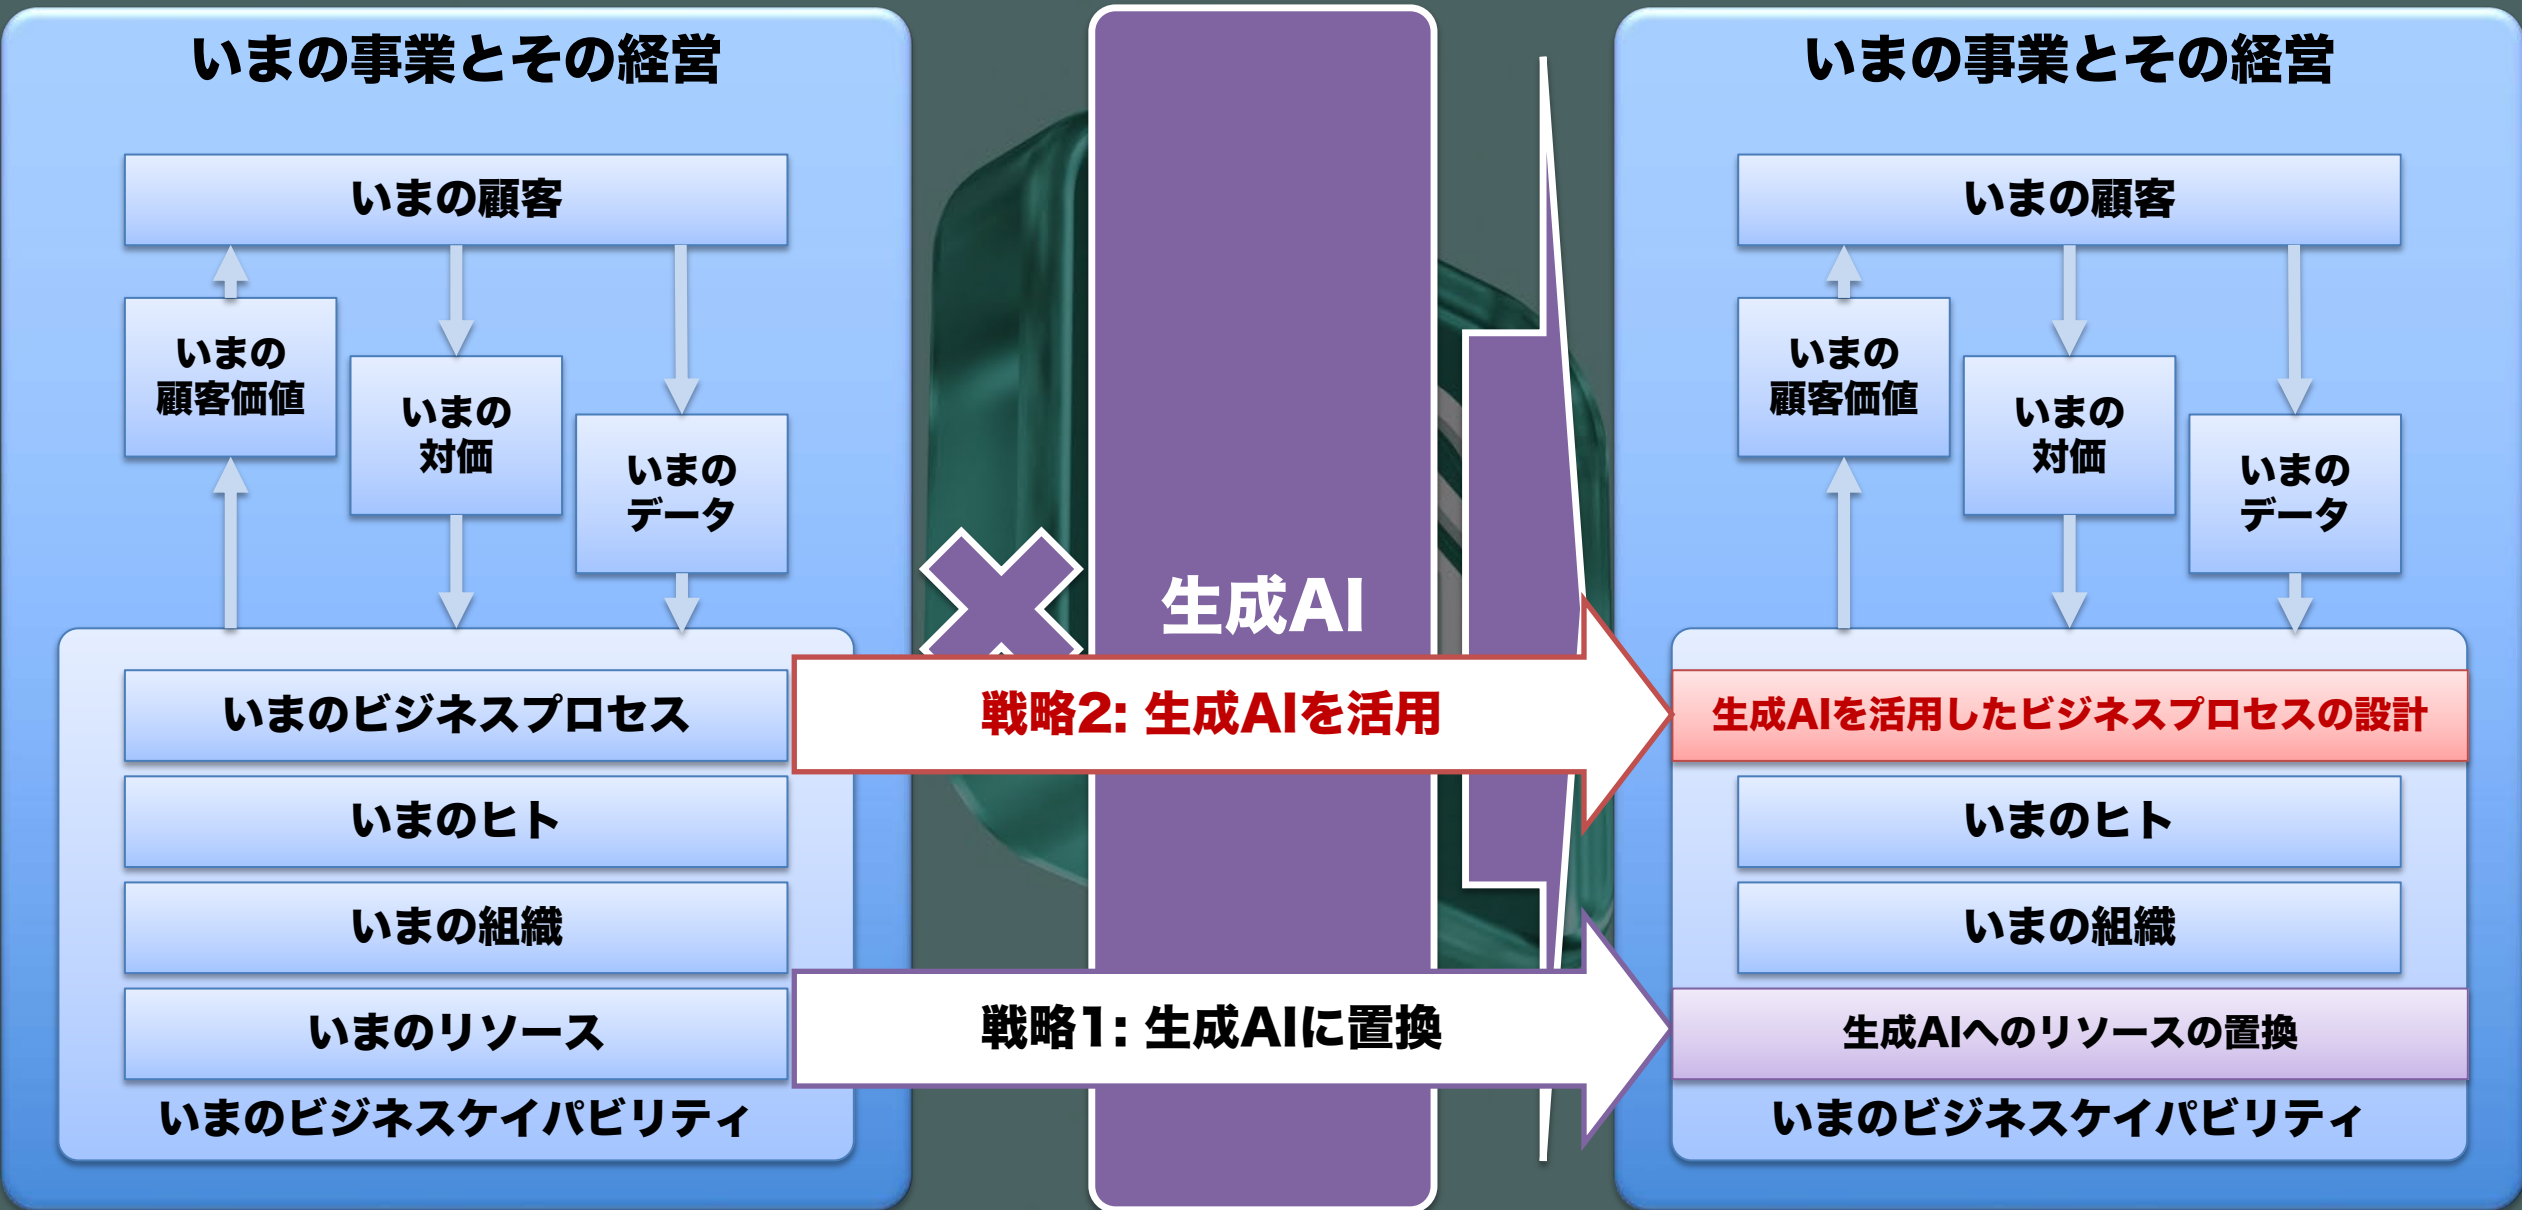 いまの事業とその経営
いまの顧客
いまの
顧客価値
いまの
対価
いまの
データ
いまのビジネスプロセス
いまのヒト
いまの組織
いまのリソース
いまのビジネスケイパビリティ
生成AI
戦略2: 生成AIを活用
戦略1: 生成AIに置換
いまの事業とその経営
いまの顧客
いまの
顧客価値
いまの
対価
いまの
データ
生成AIを活用したビジネスプロセスの設計
いまのヒト
いまの組織
生成AIへのリソースの置換
いまのビジネスケイパビリティ